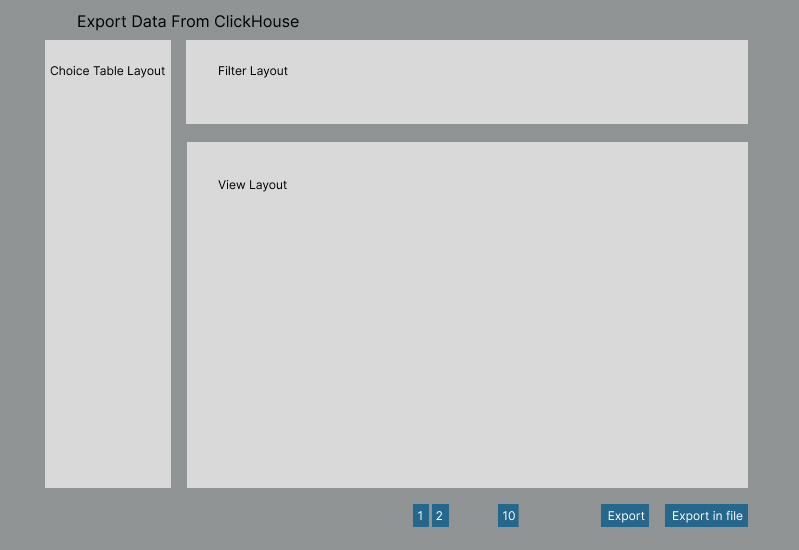 Export Data From ClickHouse
Choice Table Layout
Filter Layout
View Layout
1 2 10 Export Export in file